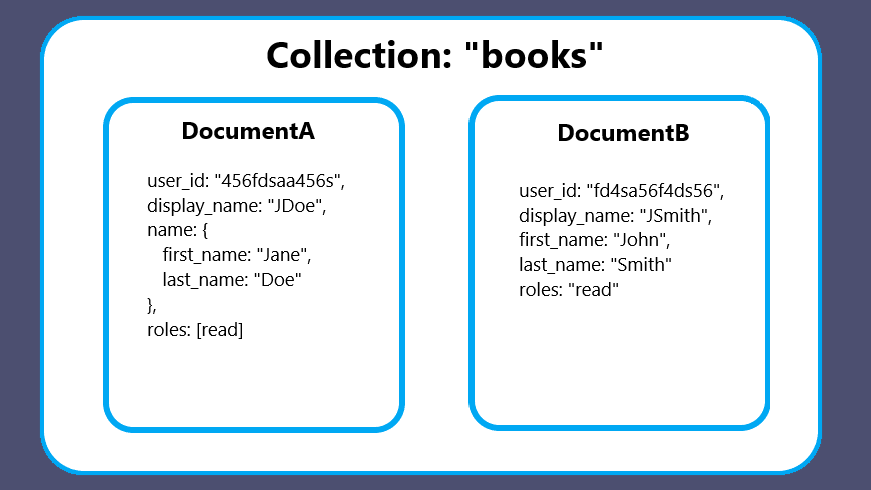 Collection: "books"
DocumentA
user_id: "456fdsaa456s",
display_name: "JDoe",
name: {
first_name: "Jane",
last_name: "Doe"
},
roles: [read]
DocumentB
user_id: "fd4sa56f4ds56",
display_name: "JSmith",
first_name: "John",
last_name: "Smith"
roles: "read"